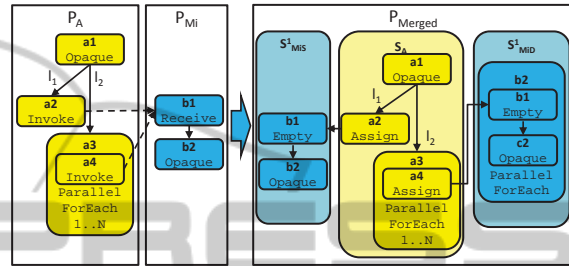 P_A
a1
Opaque
l_1
l_2
a2
Invoke
a3
a4
Invoke
Parallel
ForEach
1..N
P_Mi
b1
Receive
b2
Opaque
P_Merged
S^1_MiS
b1
Empty
b2
Opaque
S_A
a1
Opaque
l_1
l_2
a2
Assign
a3
a4
Assign
Parallel
ForEach
1..N
S^1_MiD
b2
b1
Empty
c2
Opaque
Parallel
ForEach
PRESS